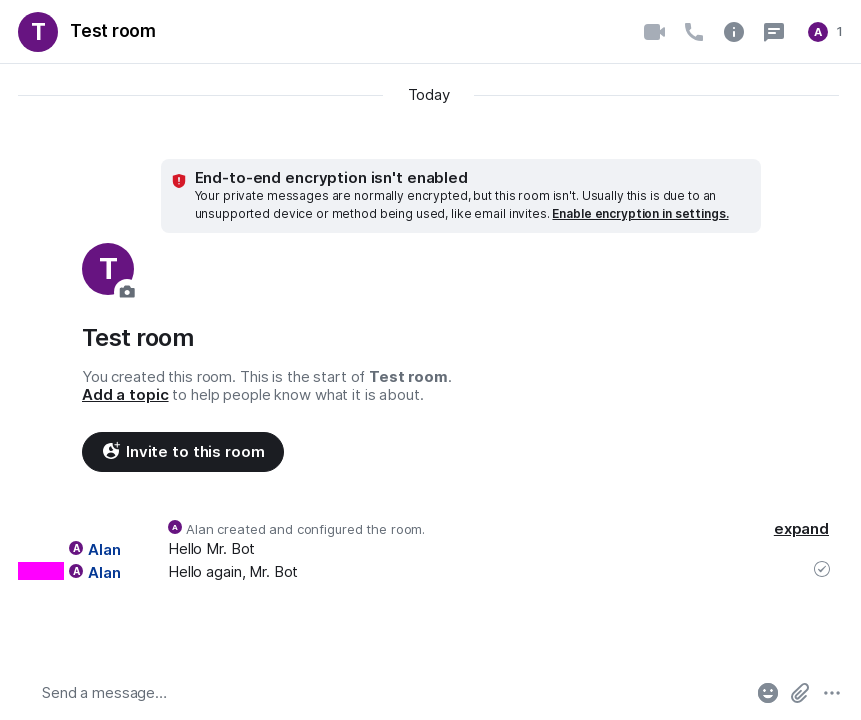 T Test room A 1
Today
End-to-end encryption isn't enabled
Your private messages are normally encrypted, but this room isn't. Usually this is due to an
unsupported device or method being used, like email invites. Enable encryption in settings.
T
Test room
You created this room. This is the start of Test room.
Add a topic to help people know what it is about.
Invite to this room
A Alan created and configured the room. expand
A Alan Hello Mr. Bot
A Alan Hello again, Mr. Bot
Send a message…